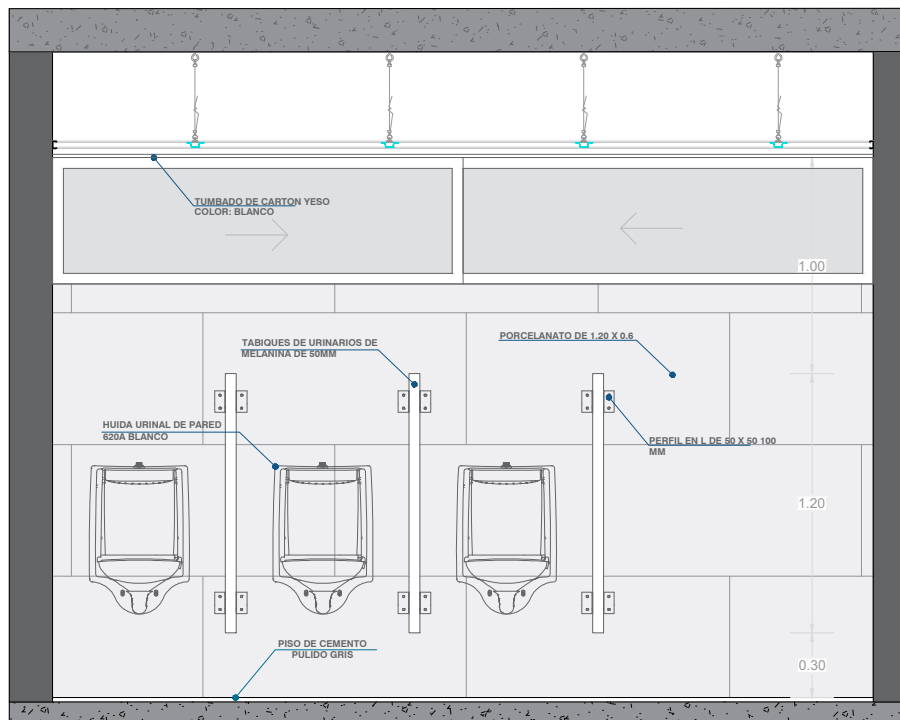 TUMBADO DE CARTON YESO
COLOR: BLANCO
1.00
TABIQUES DE URINARIOS DE
MELANINA DE 50MM
PORCELANATO DE 1.20 X 0.6
HUIDA URINAL DE PARED
620A BLANCO
PERFIL EN L DE 50 X 50 100
MM
1.20
PISO DE CEMENTO
PULIDO GRIS
0.30